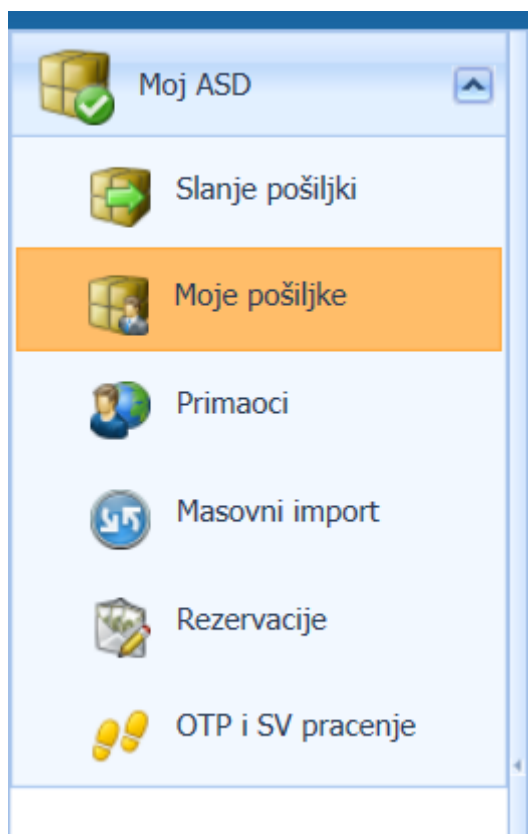 Moj ASD
Slanje pošiljki
Moje pošiljke
Primaoci
Masovni import
Rezervacije
OTP i SV pracenje